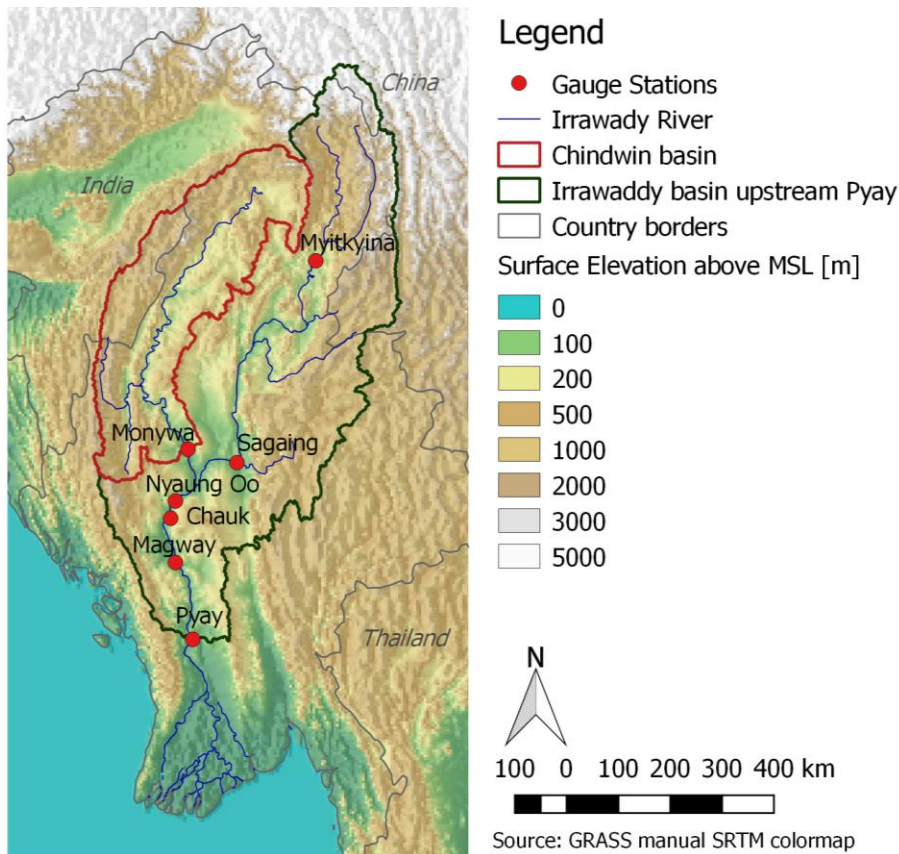 China
India
Myitkyina
Monywa
Sagaing
Nyaung Oo
Chauk
Magway
Pyay
Thailand
Legend
Gauge Stations
Irrawady River
Chindwin basin
Irrawaddy basin upstream Pyay
Country borders
Surface Elevation above MSL [m]
0
100
200
500
1000
2000
3000
5000
N
100 0 100 200 300 400 km
Source: GRASS manual SRTM colormap